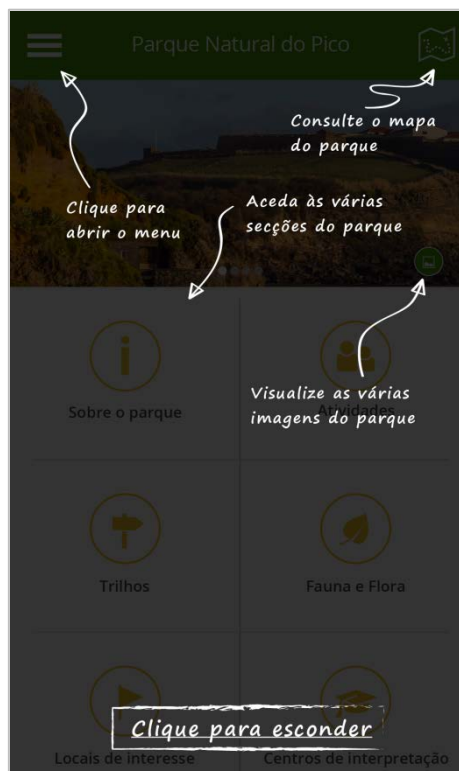 Parque Natural do Pico
Consulte o mapa
do parque
Clique para
abrir o menu
Aceda às várias
secções do parque
Visualize as várias
imagens do parque
Sobre o parque
Atividades
Trilhos
Fauna e Flora
Clique para esconder
Locais de interesse
Centros de interpretação